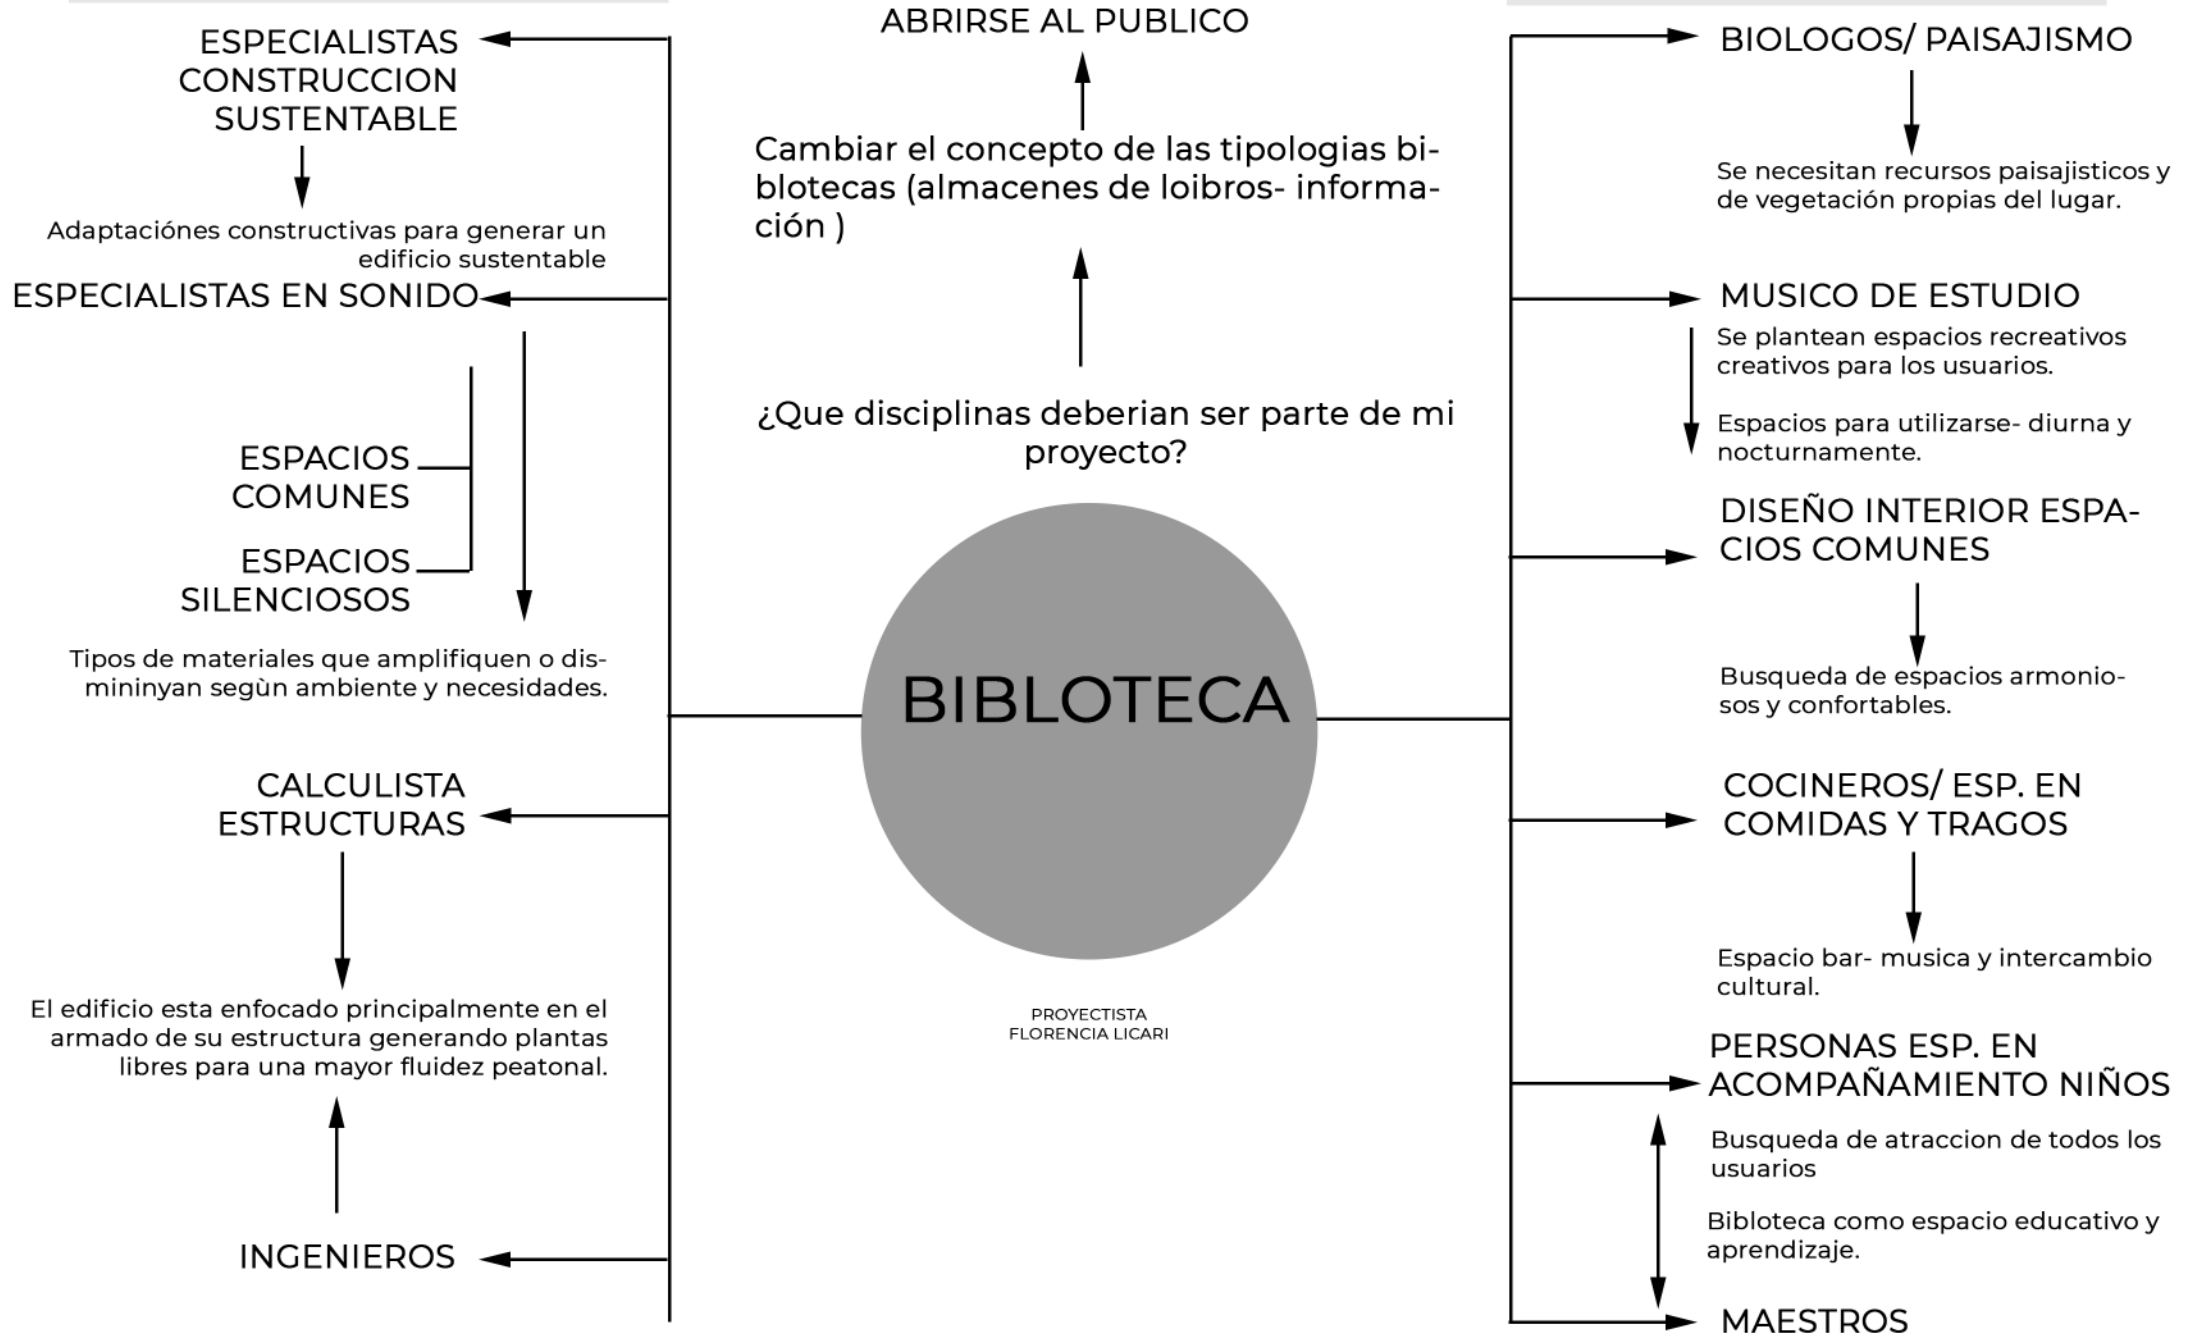 ESPECIALISTAS
CONSTRUCCION
SUSTENTABLE
Adaptaciónes constructivas para generar un
edificio sustentable
ESPECIALISTAS EN SONIDO
ESPACIOS
COMUNES
ESPACIOS
SILENCIOSOS
Tipos de materiales que amplifiquen o dis-
mininyan segùn ambiente y necesidades.
CALCULISTA
ESTRUCTURAS
El edificio esta enfocado principalmente en el
armado de su estructura generando plantas
libres para una mayor fluidez peatonal.
INGENIEROS
ABRIRSE AL PUBLICO
Cambiar el concepto de las tipologias bi-
blotecas (almacenes de loibros- informa-
ción )
¿Que disciplinas deberian ser parte de mi
proyecto?
BIBLOTECA
PROYECTISTA
FLORENCIA LICARI
BIOLOGOS/ PAISAJISMO
Se necesitan recursos paisajisticos y
de vegetación propias del lugar.
MUSICO DE ESTUDIO
Se plantean espacios recreativos
creativos para los usuarios.
Espacios para utilizarse- diurna y
nocturnamente.
DISEÑO INTERIOR ESPA-
CIOS COMUNES
Busqueda de espacios armonio-
sos y confortables.
COCINEROS/ ESP. EN
COMIDAS Y TRAGOS
Espacio bar- musica y intercambio
cultural.
PERSONAS ESP. EN
ACOMPAÑAMIENTO NIÑOS
Busqueda de atraccion de todos los
usuarios
Bibloteca como espacio educativo y
aprendizaje.
MAESTROS